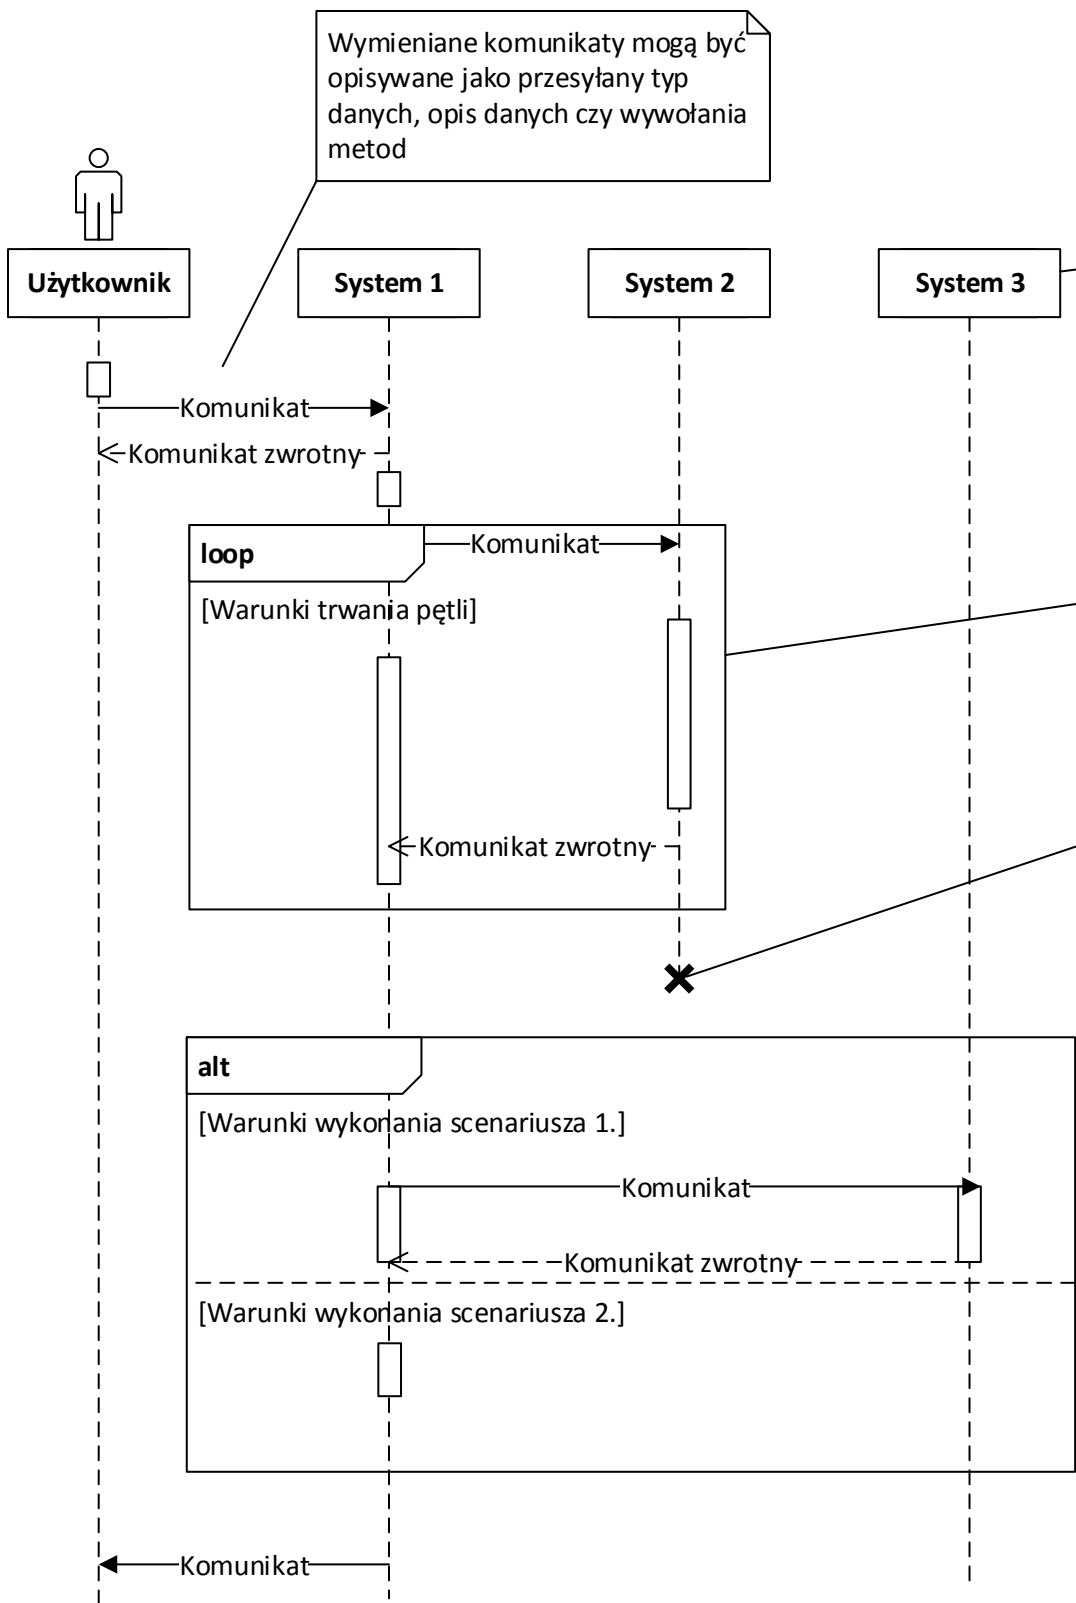 Wymieniane komunikaty mogą być
opisywane jako przesyłany typ
danych, opis danych czy wywołania
metod
Użytkownik
System 1
System 2
System 3
Komunikat
Komunikat zwrotny
loop
Komunikat
[Warunki trwania pętli]
Komunikat zwrotny
alt
[Warunki wykonania scenariusza 1.]
Komunikat
Komunikat zwrotny
[Warunki wykonania scenariusza 2.]
Komunikat